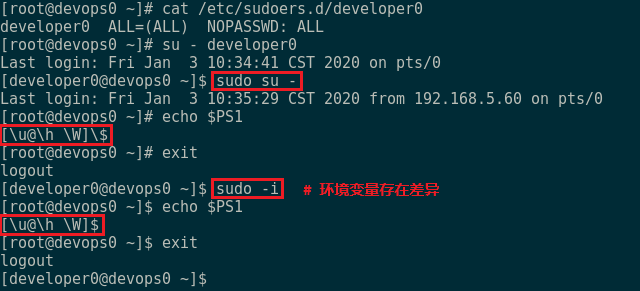 [root@devops0 ~]# cat /etc/sudoers.d/developer0
developer0  ALL=(ALL)  NOPASSWD: ALL
[root@devops0 ~]# su - developer0
Last login: Fri Jan  3 10:34:41 CST 2020 on pts/0
[developer0@devops0 ~]$ sudo su -
Last login: Fri Jan  3 10:35:29 CST 2020 from 192.168.5.60 on pts/0
[root@devops0 ~]# echo $PS1
[\u@\h \W]\$
[root@devops0 ~]# exit
logout
[developer0@devops0 ~]$ sudo -i  # 环境变量存在差异
[root@devops0 ~]$ echo $PS1
[\u@\h \W]$
[root@devops0 ~]$ exit
logout
[developer0@devops0 ~]$